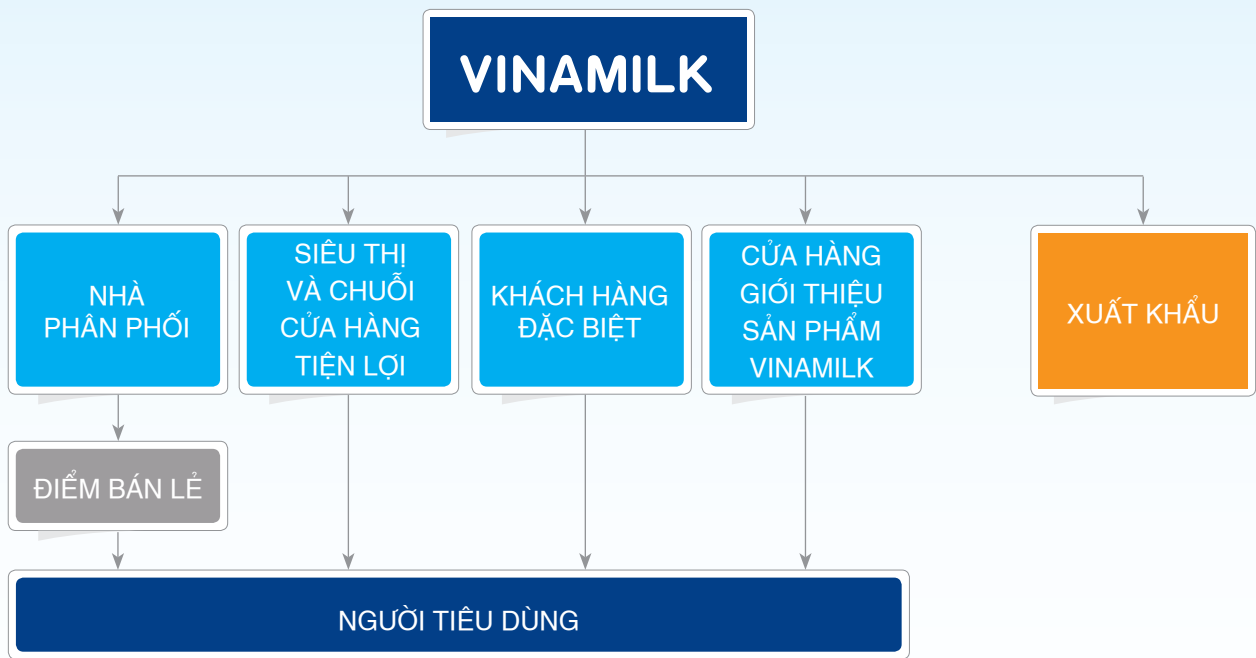 VINAMILK
NHÀ
PHÂN PHỐI
SIÊU THỊ
VÀ CHUỖI
CỬA HÀNG
TIỆN LỢI
KHÁCH HÀNG
ĐẶC BIỆT
CỬA HÀNG
GIỚI THIỆU
SẢN PHẨM
VINAMILK
XUẤT KHẨU
ĐIỂM BÁN LẺ
NGƯỜI TIÊU DÙNG